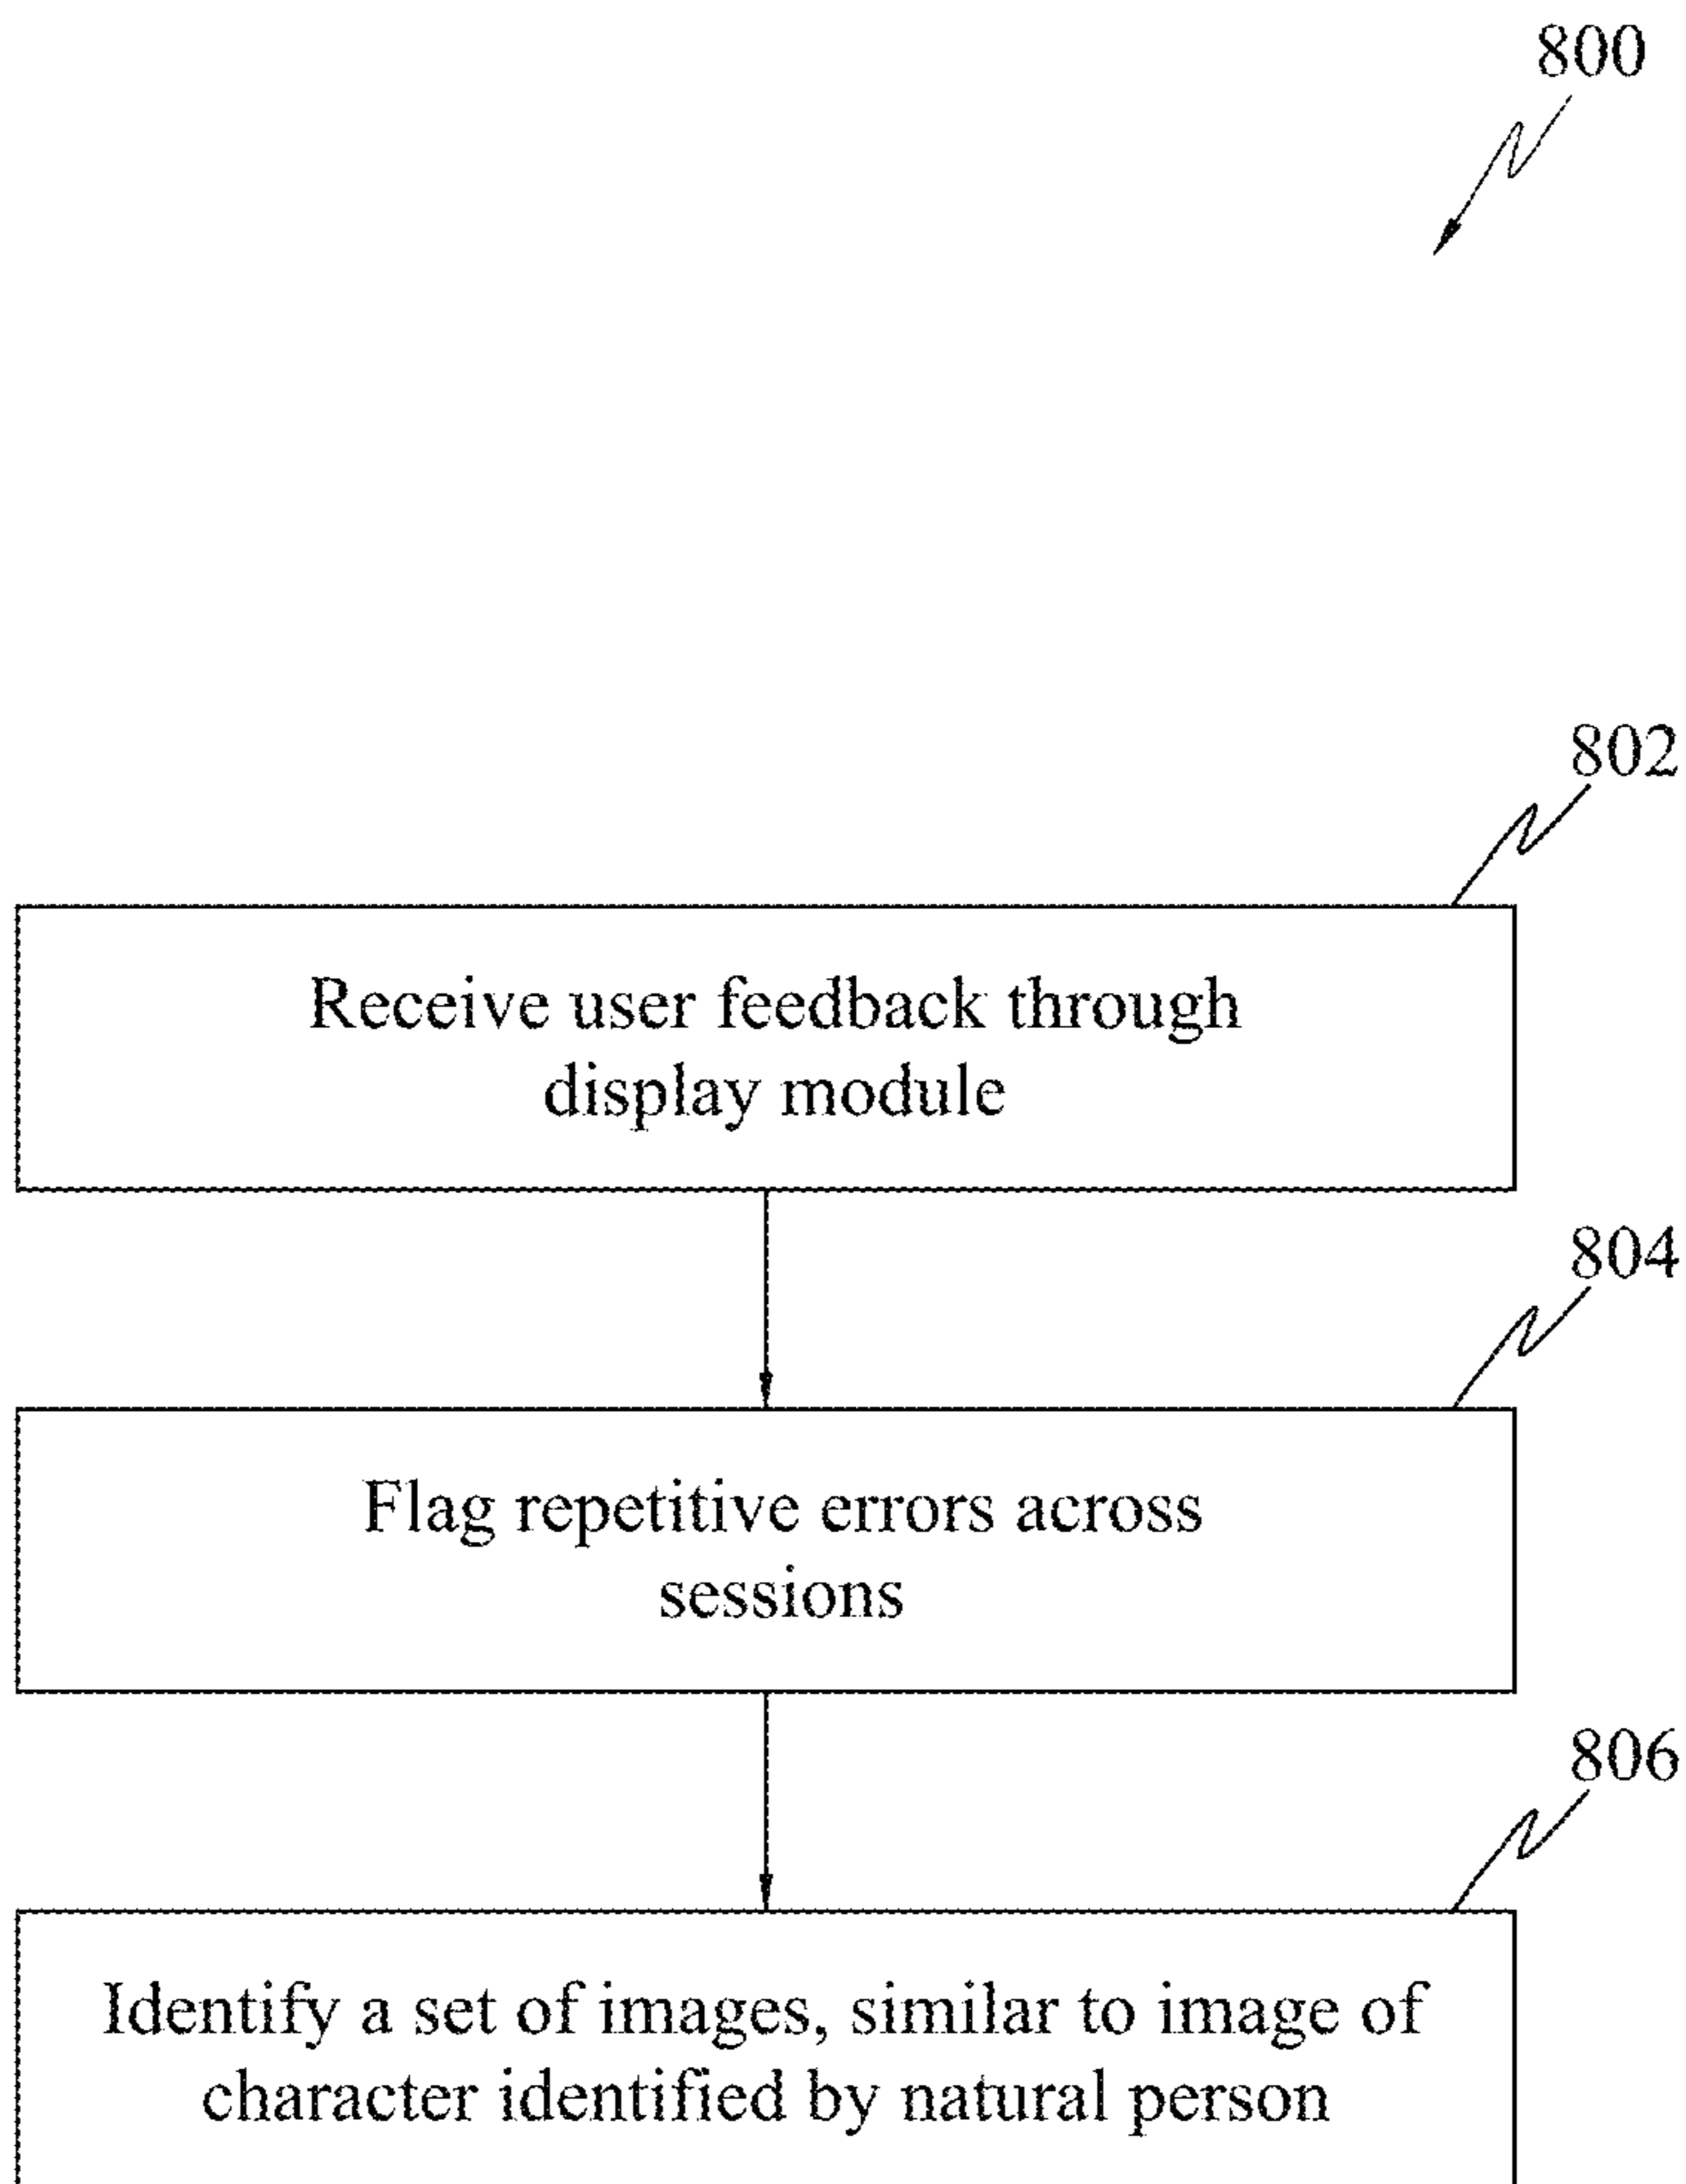 800
802
Receive user feedback through
display module
804
Flag repetitive errors across
sessions
806
Identify a set of images, similar to image of
character identified by natural person